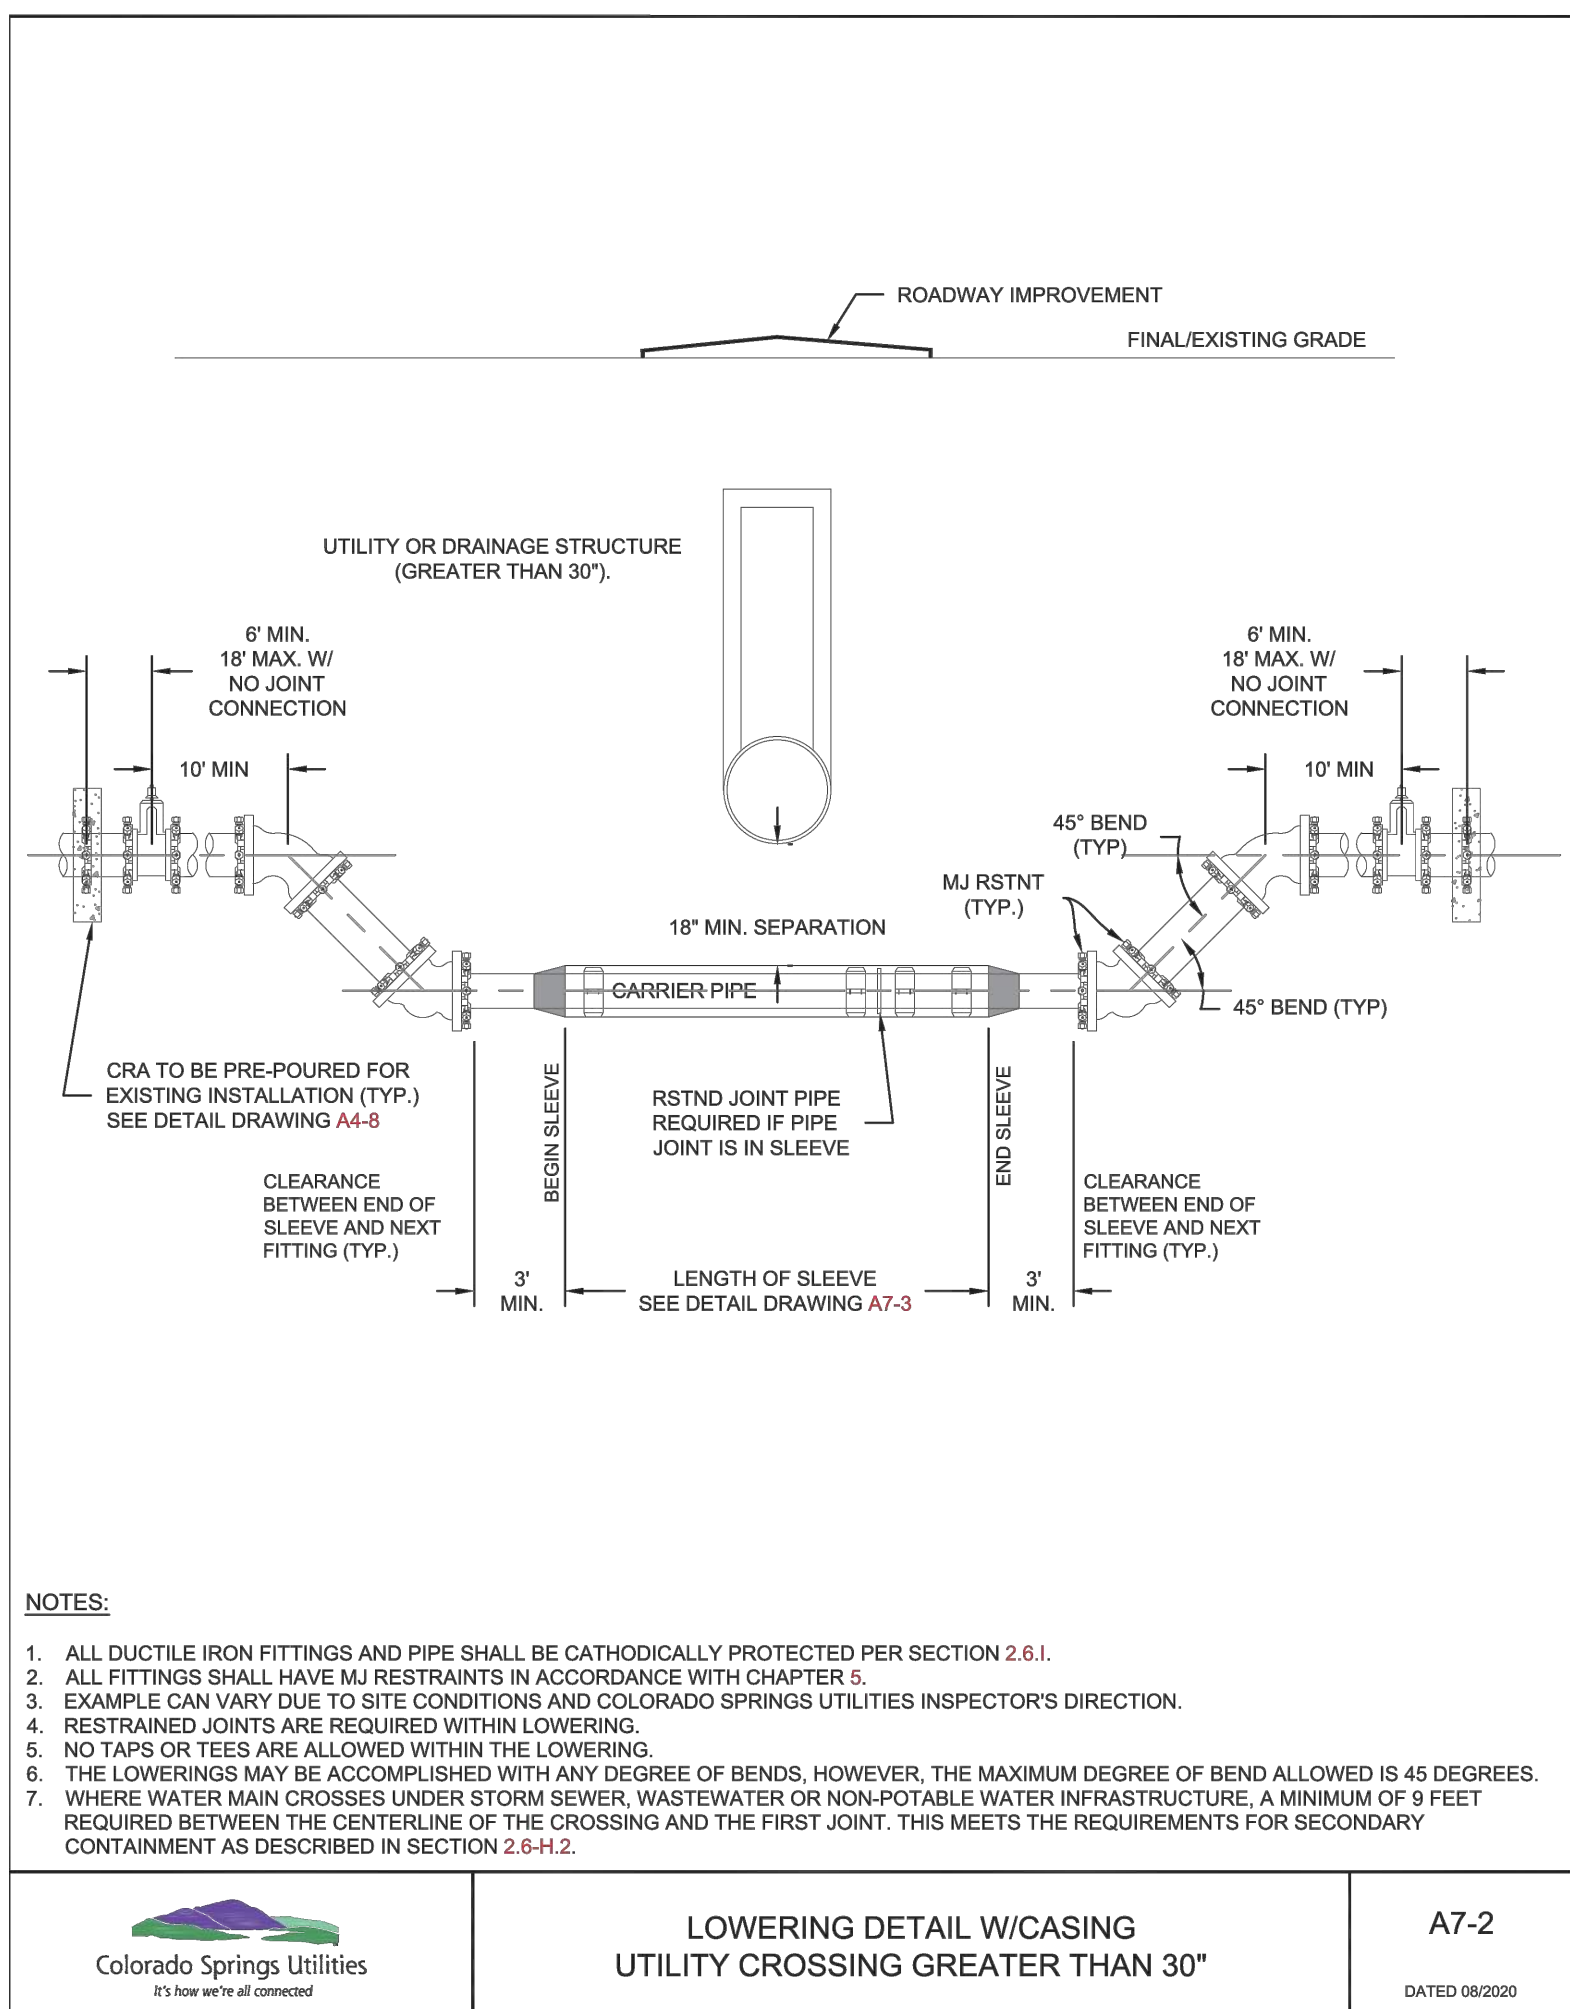 ROADWAY IMPROVEMENT
FINAL/EXISTING GRADE
UTILITY OR DRAINAGE STRUCTURE
(GREATER THAN 30").
6' MIN.
18' MAX. W/
NO JOINT
CONNECTION
10' MIN
6' MIN.
18' MAX. W/
NO JOINT
CONNECTION
10' MIN
45° BEND
(TYP)
MJ RSTNT
(TYP.)
18" MIN. SEPARATION
CARRIER PIPE
45° BEND (TYP)
CRA TO BE PRE-POURED FOR
EXISTING INSTALLATION (TYP.)
SEE DETAIL DRAWING A4-8
BEGIN SLEEVE
RSTND JOINT PIPE
REQUIRED IF PIPE
JOINT IS IN SLEEVE
END SLEEVE
CLEARANCE
BETWEEN END OF
SLEEVE AND NEXT
FITTING (TYP.)
CLEARANCE
BETWEEN END OF
SLEEVE AND NEXT
FITTING (TYP.)
3'
MIN.
LENGTH OF SLEEVE
SEE DETAIL DRAWING A7-3
3'
MIN.
NOTES:
1. ALL DUCTILE IRON FITTINGS AND PIPE SHALL BE CATHODICALLY PROTECTED PER SECTION 2.6.I.
2. ALL FITTINGS SHALL HAVE MJ RESTRAINTS IN ACCORDANCE WITH CHAPTER 5.
3. EXAMPLE CAN VARY DUE TO SITE CONDITIONS AND COLORADO SPRINGS UTILITIES INSPECTOR'S DIRECTION.
4. RESTRAINED JOINTS ARE REQUIRED WITHIN LOWERING.
5. NO TAPS OR TEES ARE ALLOWED WITHIN THE LOWERING.
6. THE LOWERINGS MAY BE ACCOMPLISHED WITH ANY DEGREE OF BENDS, HOWEVER, THE MAXIMUM DEGREE OF BEND ALLOWED IS 45 DEGREES.
7. WHERE WATER MAIN CROSSES UNDER STORM SEWER, WASTEWATER OR NON-POTABLE WATER INFRASTRUCTURE, A MINIMUM OF 9 FEET
REQUIRED BETWEEN THE CENTERLINE OF THE CROSSING AND THE FIRST JOINT. THIS MEETS THE REQUIREMENTS FOR SECONDARY
CONTAINMENT AS DESCRIBED IN SECTION 2.6-H.2.
Colorado Springs Utilities
It's how we're all connected
LOWERING DETAIL W/CASING
UTILITY CROSSING GREATER THAN 30"
A7-2
DATED 08/2020